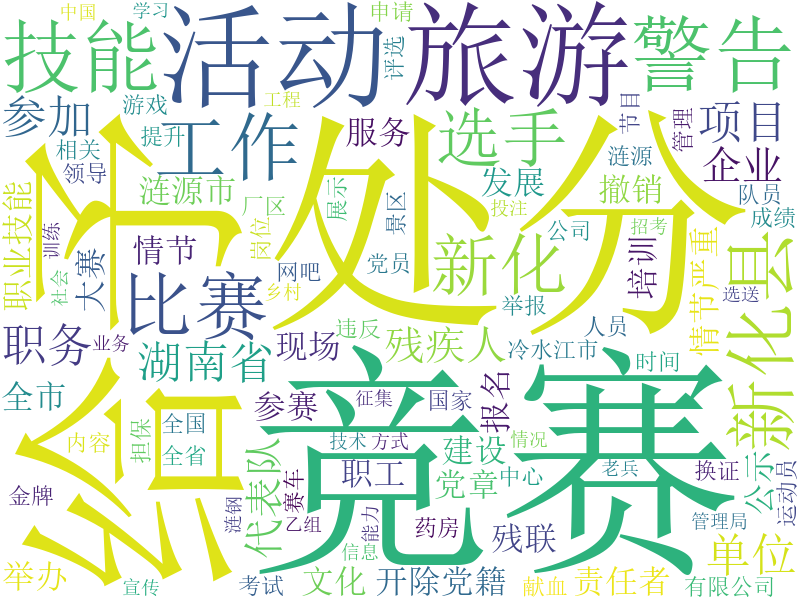 中国
学习
申请
技能
活动
旅游
警告
评选
参加
游戏
工程
节目
提升
工作
服务
选手
管理
项目
相关
涟源
企业
领导
涟源市
厂区
展示
景区
发展
投注
撤销
队员
职业技能
训练
给予
处分
岗位
情节
大赛
网吧
党员
新化
公司
招考
培训
成绩
社会
乡村
比赛
举报
选送
情节严重
新化县
职务
业务
湖南省
现场
违反
残疾人
人员
冷水江市
时间
全市
竞赛
参赛
征集
国家
报名
内容
担保
全国
全省
代表队
赛车
技术
方式
建设
情况
老兵
换证
公示
运动员
金牌
涟钢
乙组
职工
能力
党章
中心
药房
残联
管理局
单位
举办
宣传
考试
文化
信息
开除党籍
献血
责任者
有限公司